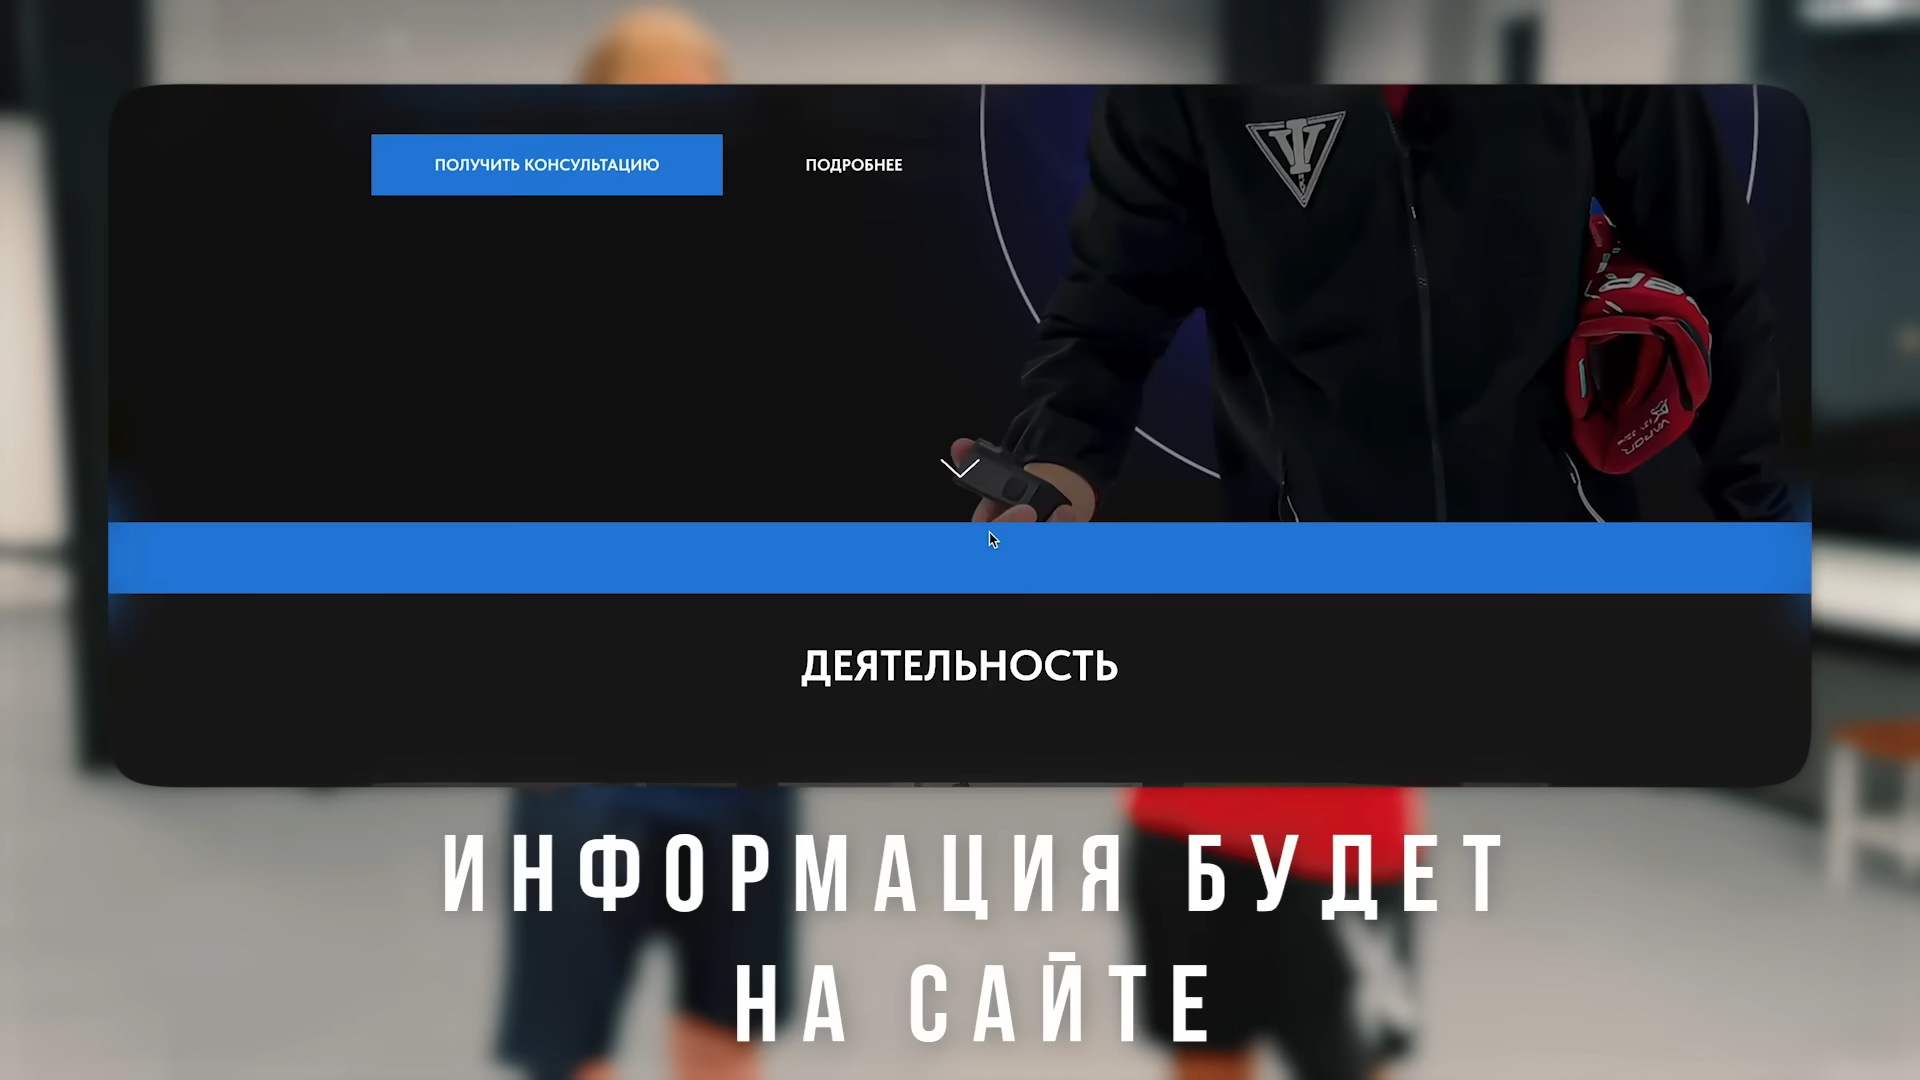 ПОЛУЧИТЬ КОНСУЛЬТАЦИЮ
ПОДРОБНЕЕ
ДЕЯТЕЛЬНОСТЬ
ИНФОРМАЦИЯ БУДЕТ
НА САЙТЕ